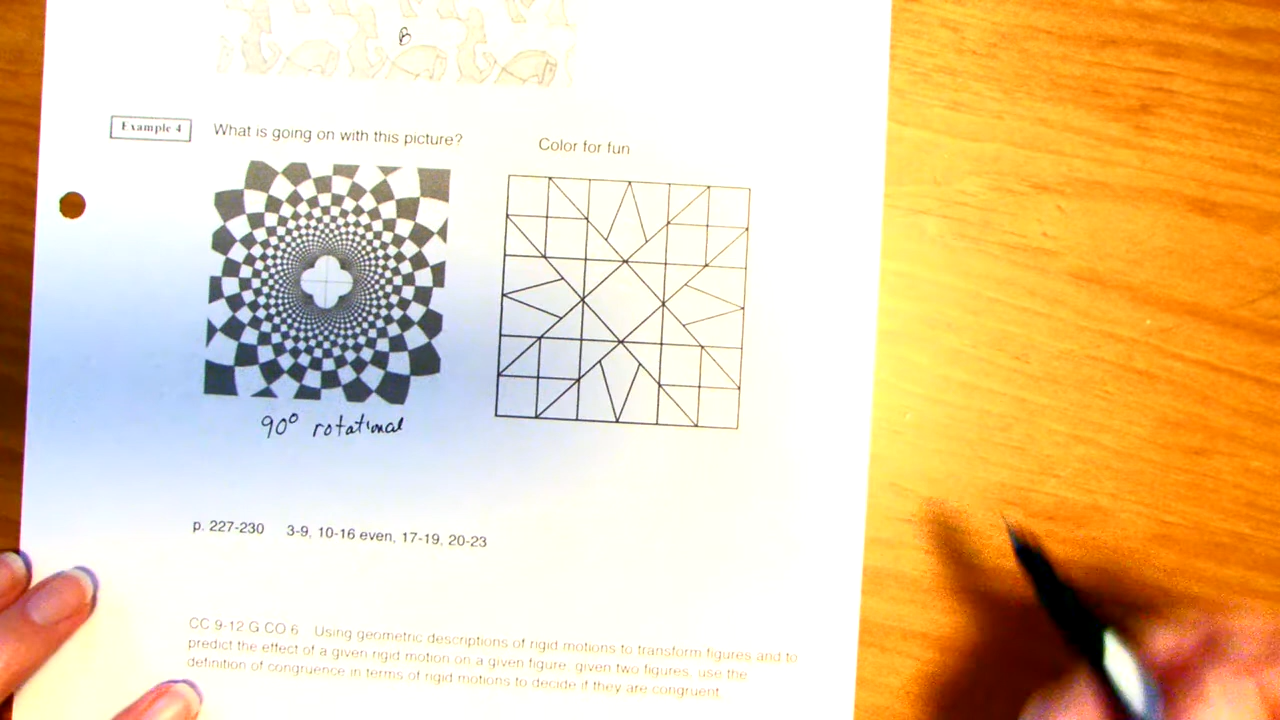 B
Example 4 What is going on with this picture? Color for fun
90° rotational
p. 227-230 3-9, 10-16 even, 17-19, 20-23
CC 9-12 G CO 6 Using geometric descriptions of rigid motions to transform figures and to
predict the effect of a given rigid motion on a given figure; given two figures, use the
definition of congruence in terms of rigid motions to decide if they are congruent.